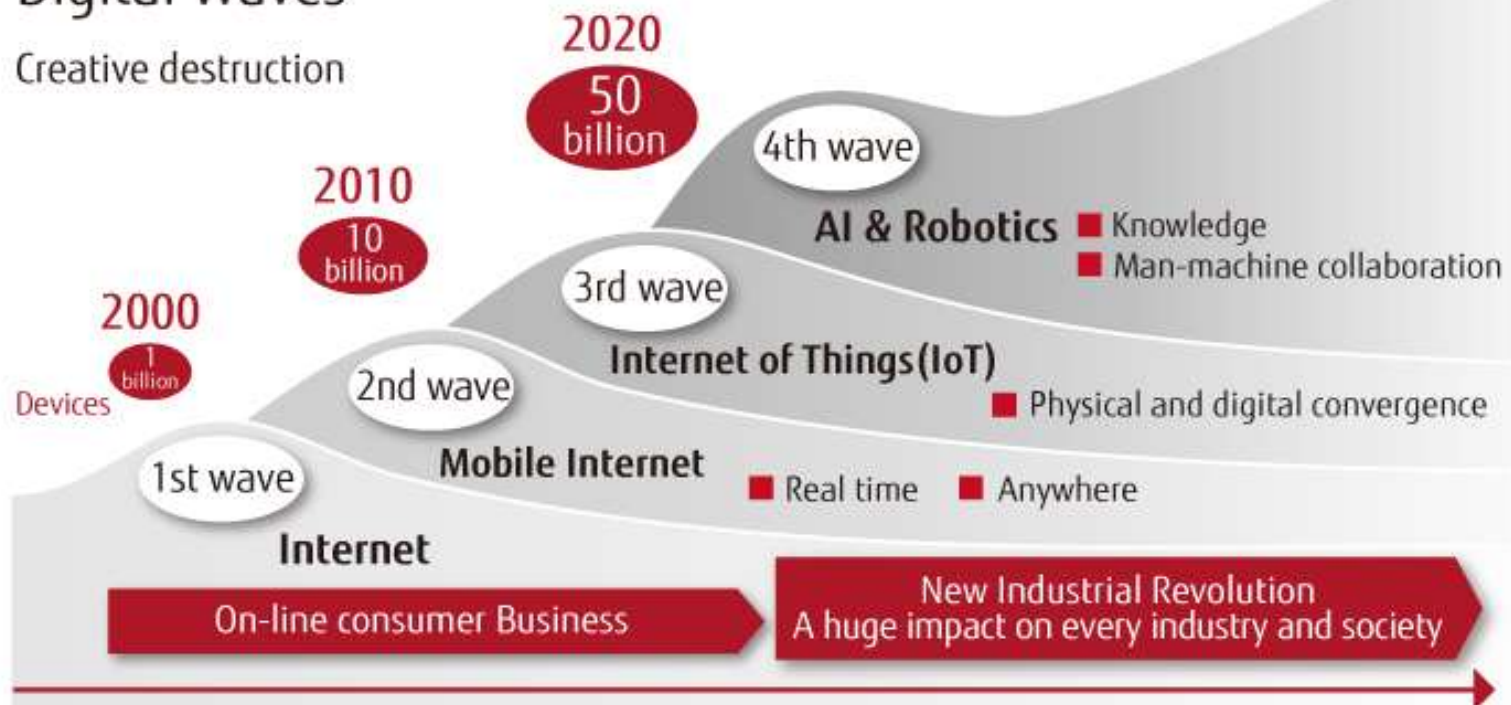 Digital waves
Creative destruction
2020
50
billion
4th wave
2010
10
billion
AI & Robotics
Knowledge
Man-machine collaboration
3rd wave
2000
1
billion
Devices
Internet of Things(IoT)
Physical and digital convergence
2nd wave
Mobile Internet
Real time
Anywhere
1st wave
Internet
On-line consumer Business
New Industrial Revolution
A huge impact on every industry and society